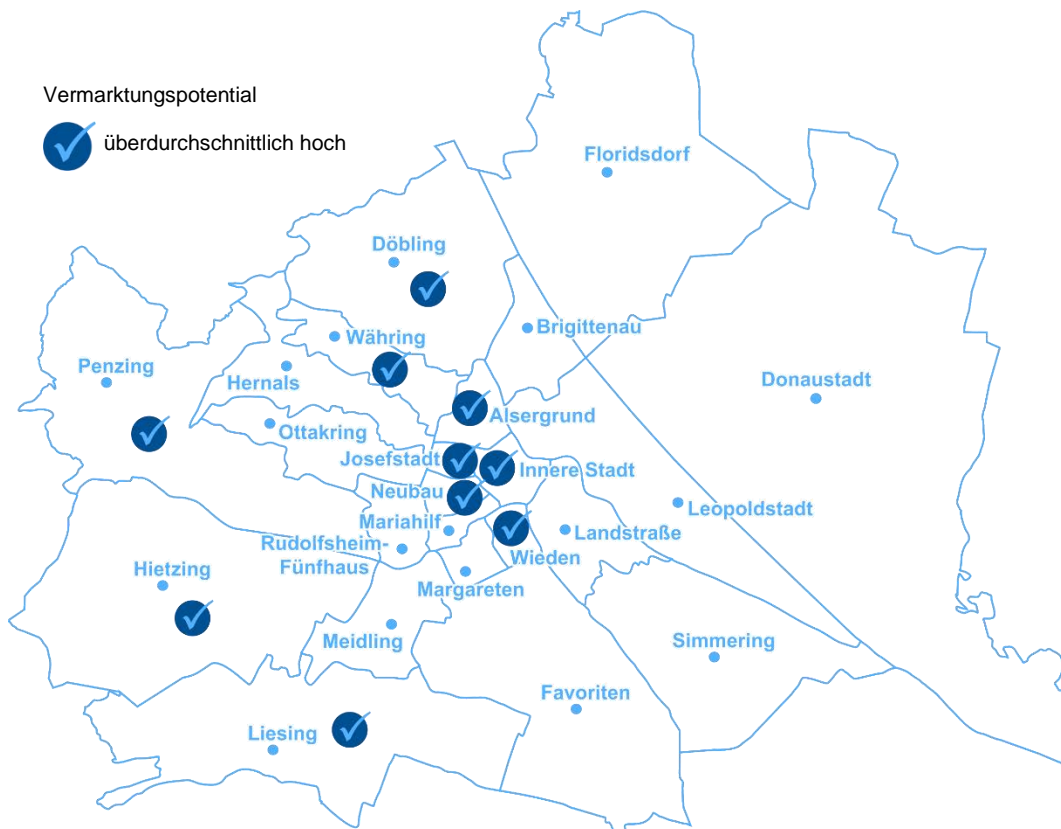 Vermarktungspotential
überdurchschnittlich hoch
Floridsdorf
Döbling
Brigittenau
Währing
Penzing
Hernals
Donaustadt
Alsergrund
Ottakring
Josefstadt
Innere Stadt
Neubau
Leopoldstadt
Mariahilf
Landstraße
Rudolfsheim-
Fünfhaus
Wieden
Hietzing
Margareten
Meidling
Simmering
Favoriten
Liesing